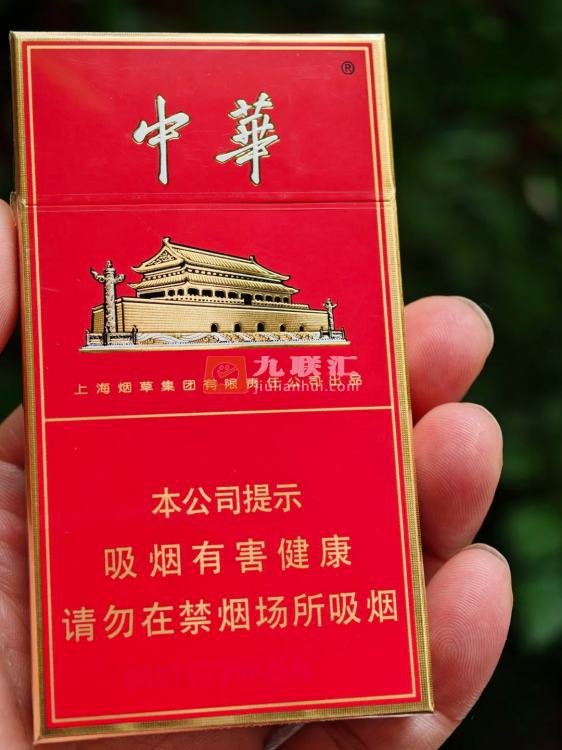 ®
中華
九联汇
jiulianhui.com
上海烟草集团有限责任公司出品
本公司提示
吸烟有害健康
请勿在禁烟场所吸烟